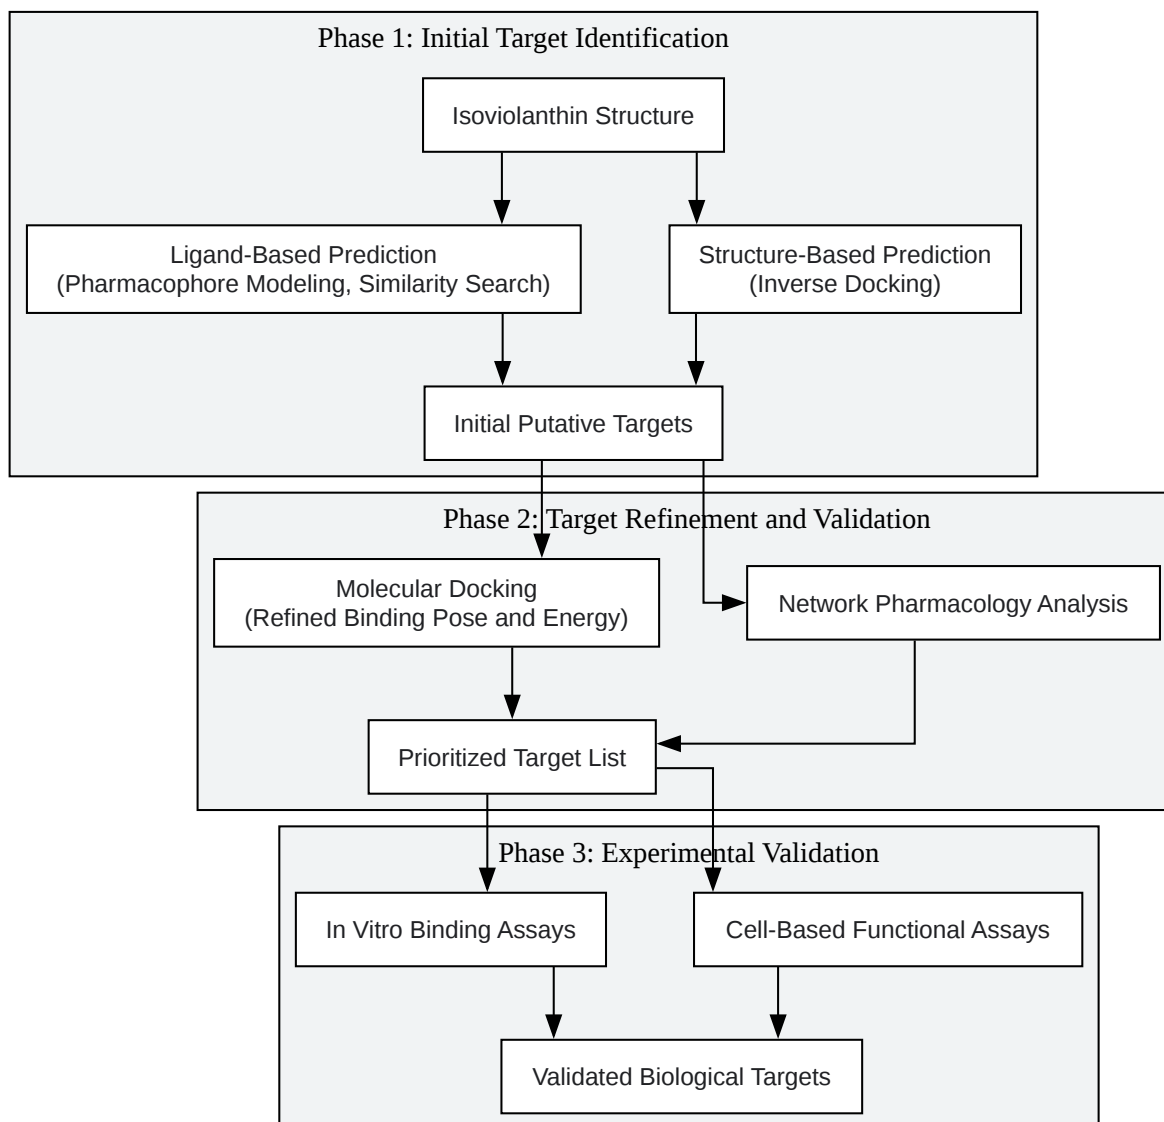 Phase 1: Initial Target Identification
Isoviolanthin Structure
Ligand-Based Prediction
(Pharmacophore Modeling, Similarity Search)
Structure-Based Prediction
(Inverse Docking)
Initial Putative Targets
Phase 2: Target Refinement and Validation
Molecular Docking
(Refined Binding Pose and Energy)
Network Pharmacology Analysis
Prioritized Target List
Phase 3: Experimental Validation
In Vitro Binding Assays
Cell-Based Functional Assays
Validated Biological Targets